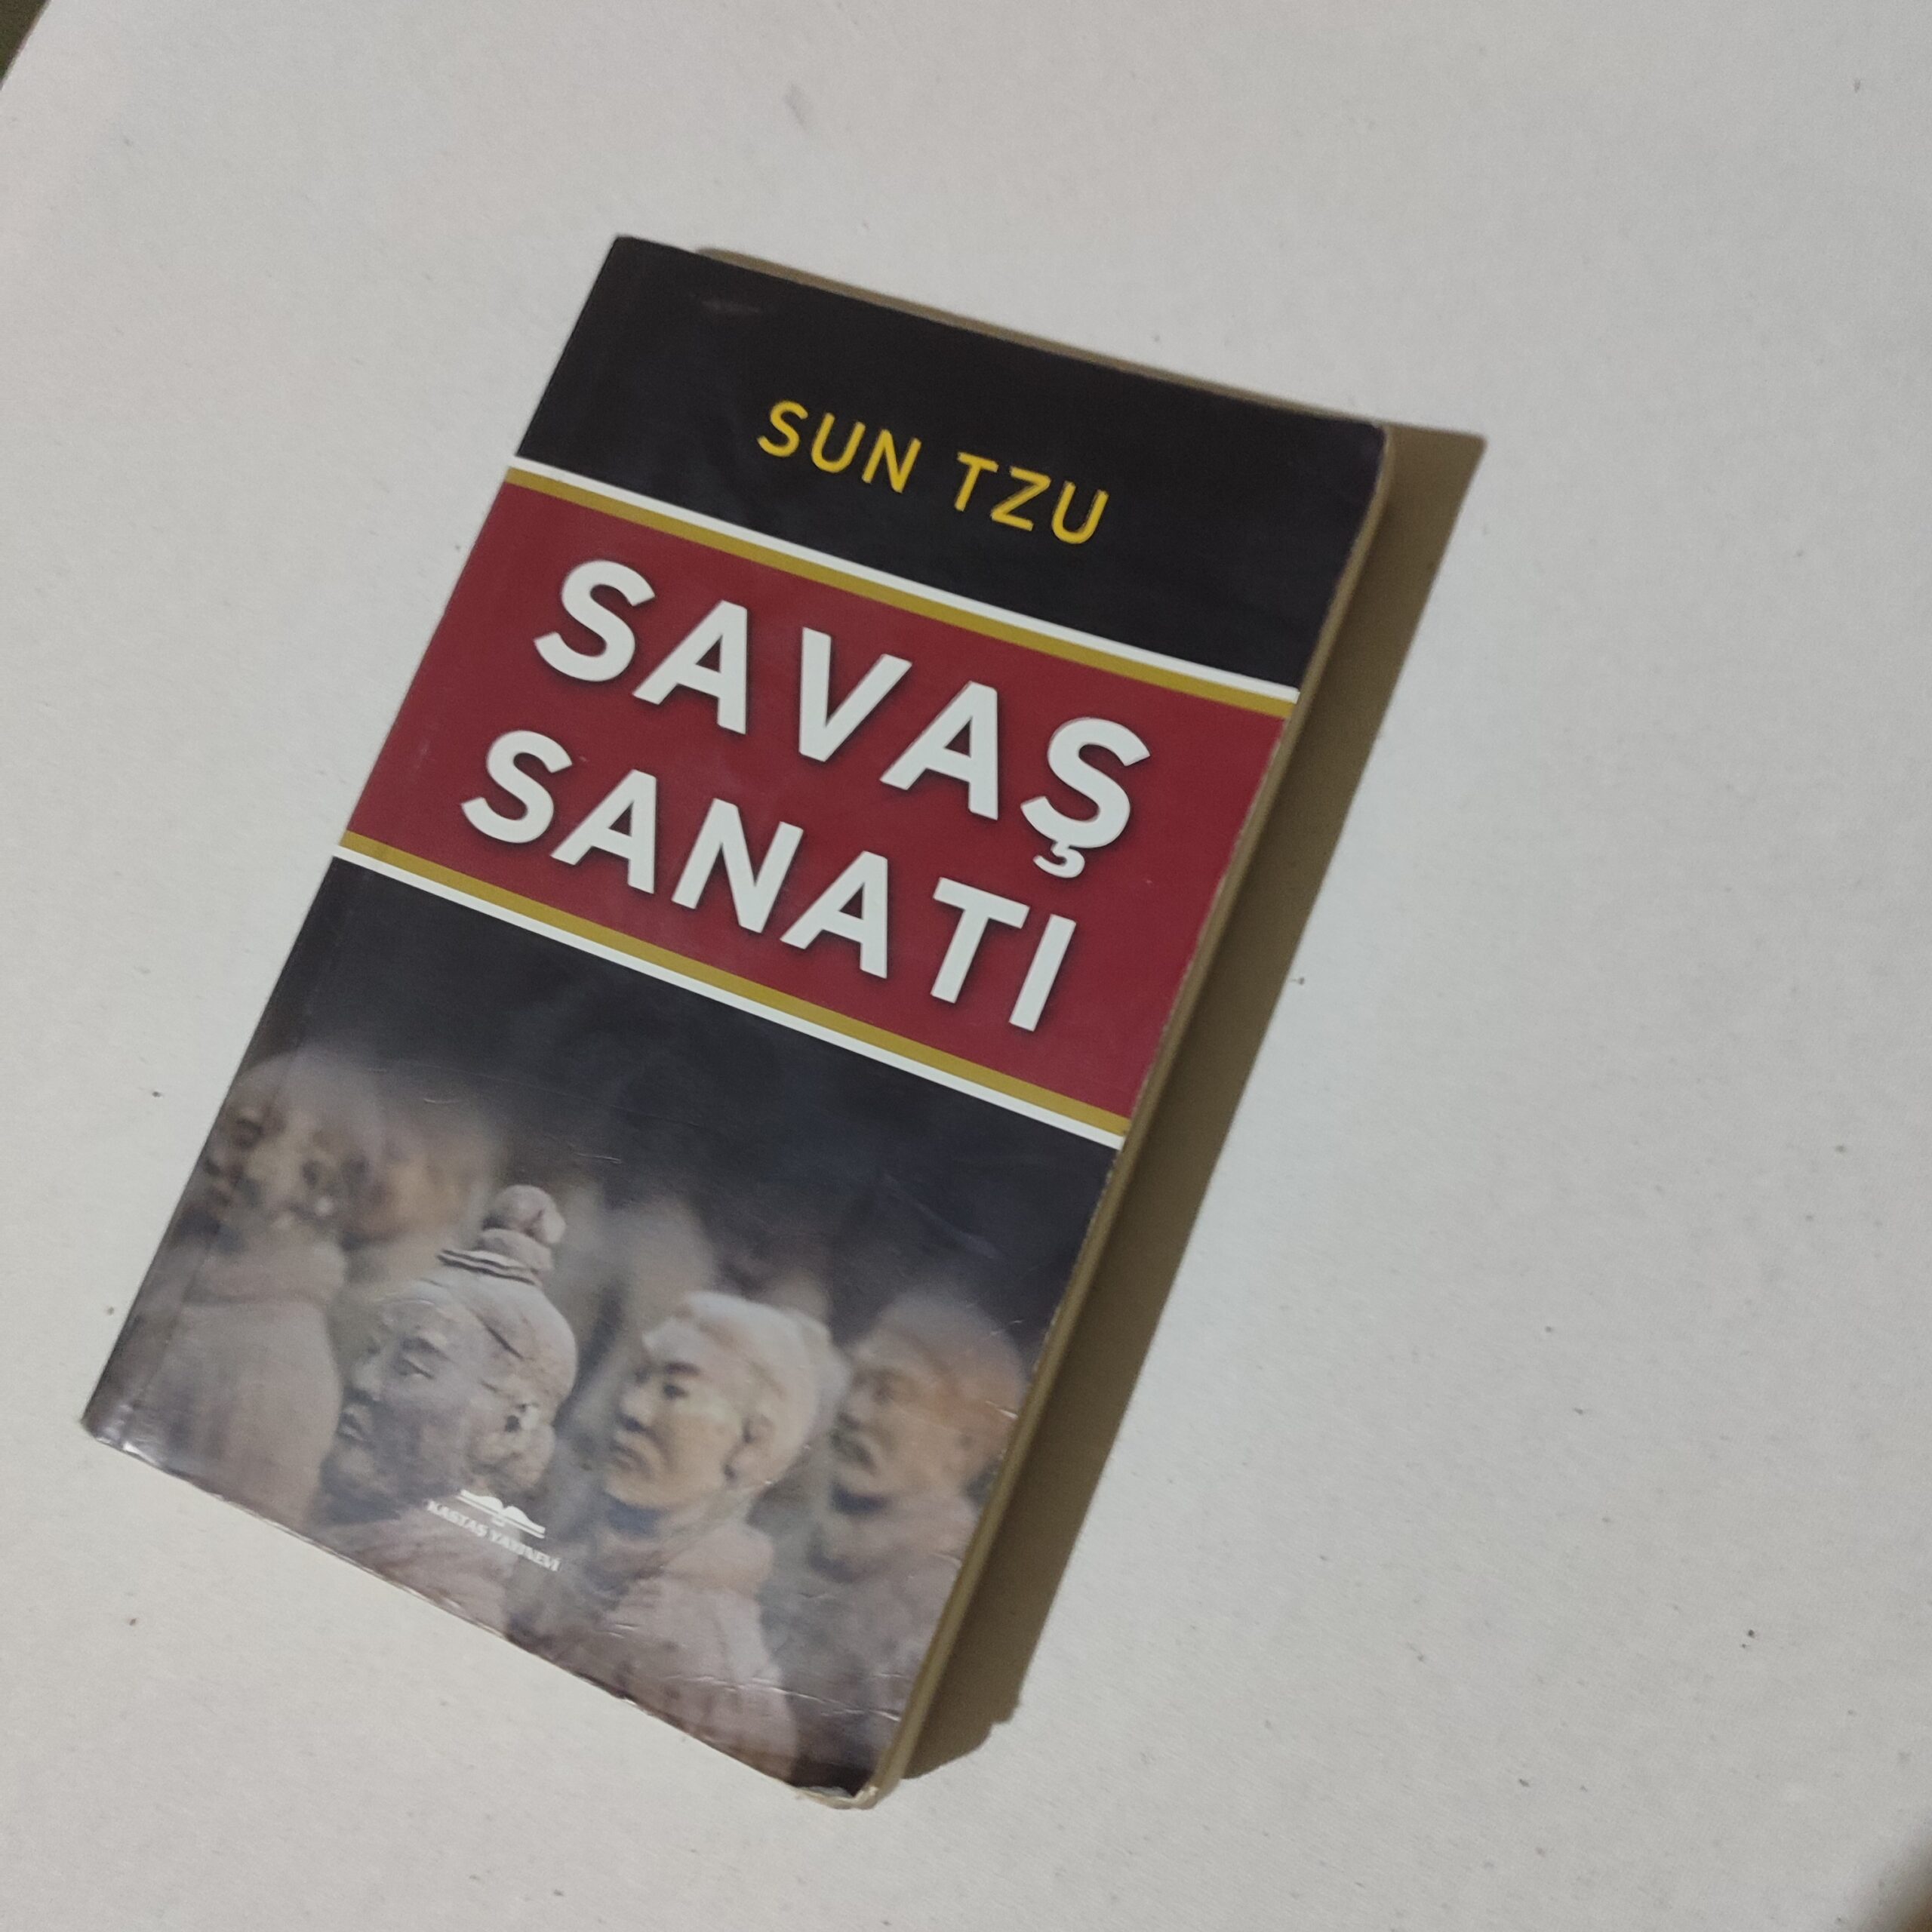 SUN TZU
SAVAŞ
SANATI
KASTAŞ YAYINEVİ